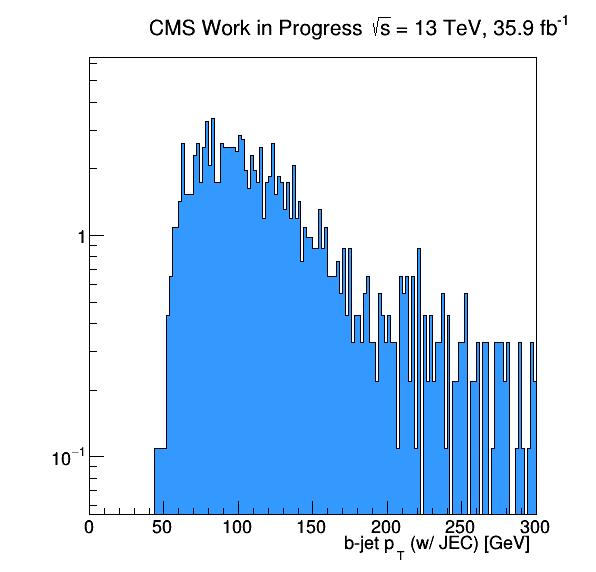 CMS Work in Progress √s = 13 TeV, 35.9 fb⁻¹
1
10⁻¹
0 50 100 150 200 250 300
b-jet p_T (w/ JEC) [GeV]